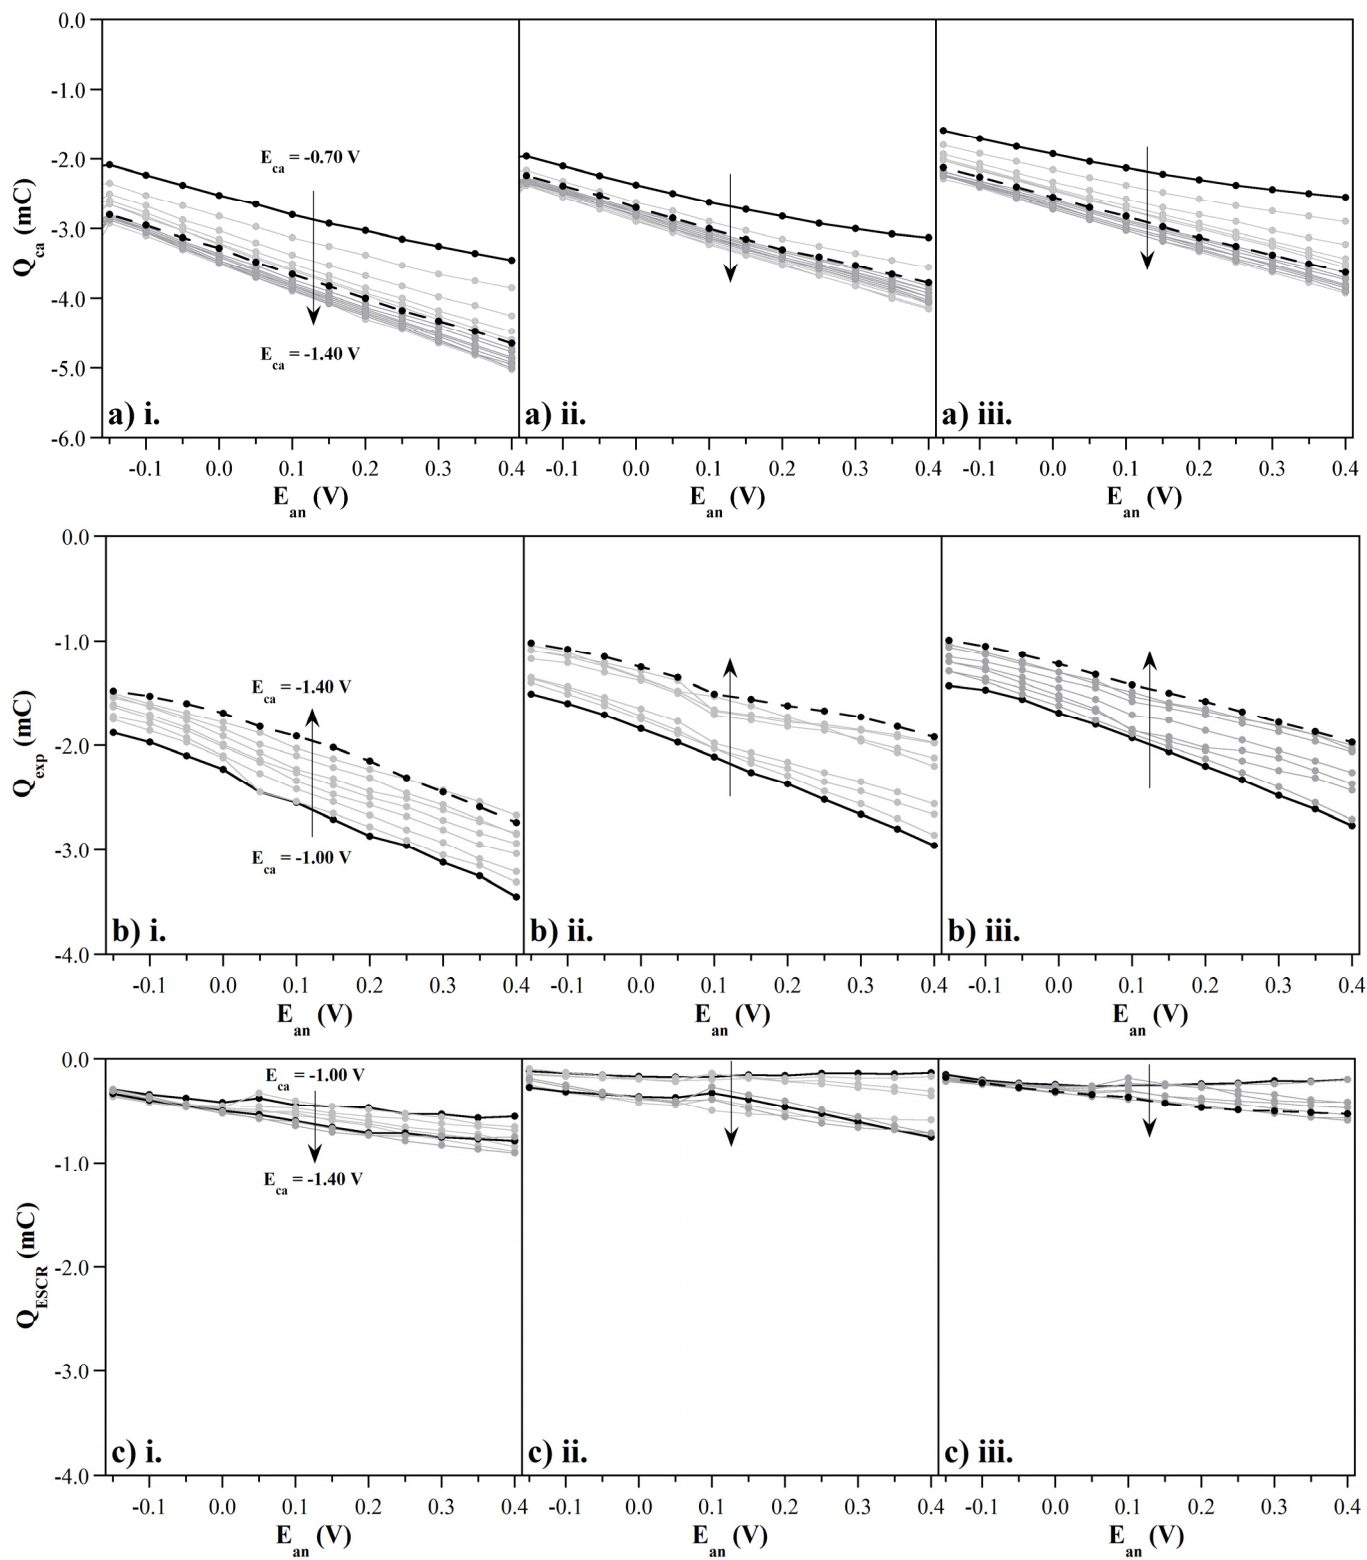 0.0
-1.0
-2.0
-3.0
-4.0
-5.0
-6.0
Q_ca (mC)
E_ca = -0.70 V
E_ca = -1.40 V
a) i. a) ii. a) iii.
-0.1 0.0 0.1 0.2 0.3 0.4 -0.1 0.0 0.1 0.2 0.3 0.4 -0.1 0.0 0.1 0.2 0.3 0.4
E_an (V) E_an (V) E_an (V)
0.0
-1.0
-2.0
-3.0
-4.0
Q_exp (mC)
E_ca = -1.40 V
E_ca = -1.00 V
b) i. b) ii. b) iii.
-0.1 0.0 0.1 0.2 0.3 0.4 -0.1 0.0 0.1 0.2 0.3 0.4 -0.1 0.0 0.1 0.2 0.3 0.4
E_an (V) E_an (V) E_an (V)
0.0
-1.0
-2.0
-3.0
-4.0
Q_ESCR (mC)
E_ca = -1.00 V
E_ca = -1.40 V
c) i. c) ii. c) iii.
-0.1 0.0 0.1 0.2 0.3 0.4 -0.1 0.0 0.1 0.2 0.3 0.4 -0.1 0.0 0.1 0.2 0.3 0.4
E_an (V) E_an (V) E_an (V)